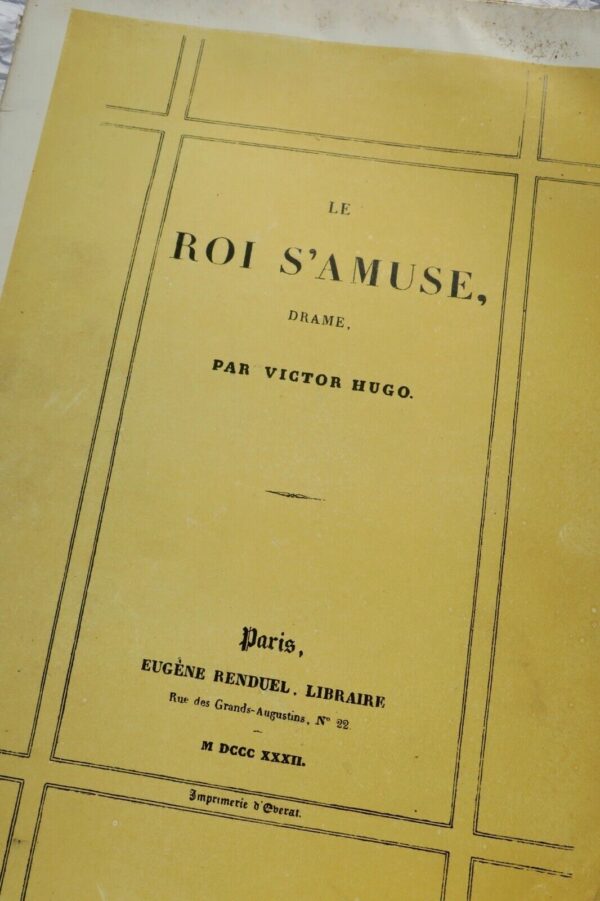 LE
ROI S'AMUSE,
DRAME,
PAR VICTOR HUGO.
Paris,
EUGÈNE RENDUEL, LIBRAIRE
Rue des Grands-Augustins, Nº 22
M DCCC XXXII.
Imprimerie d'Everat.